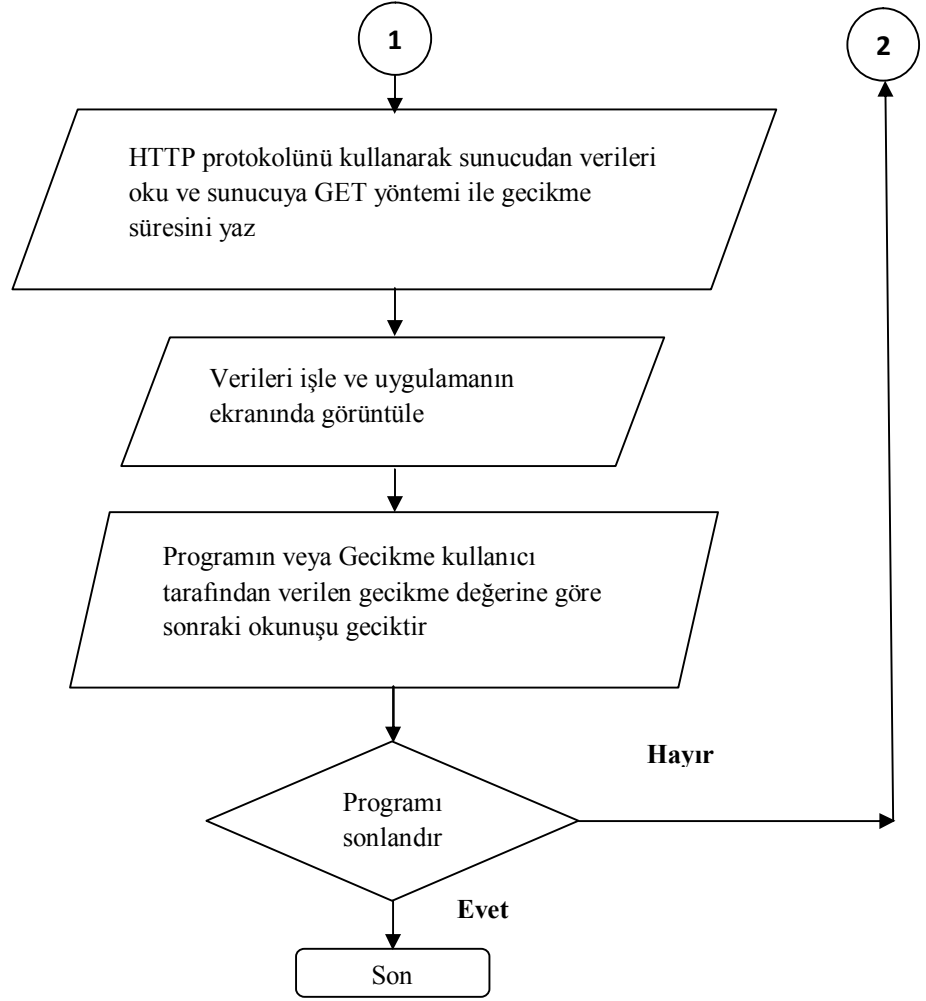 1
2
HTTP protokolünü kullanarak sunucudan verileri
oku ve sunucuya GET yöntemi ile gecikme
süresini yaz
Verileri işle ve uygulamanın
ekranında görüntüle
Programın veya Gecikme kullanıcı
tarafından verilen gecikme değerine göre
sonraki okunuşu geciktir
Hayır
Programı
sonlandır
Evet
Son